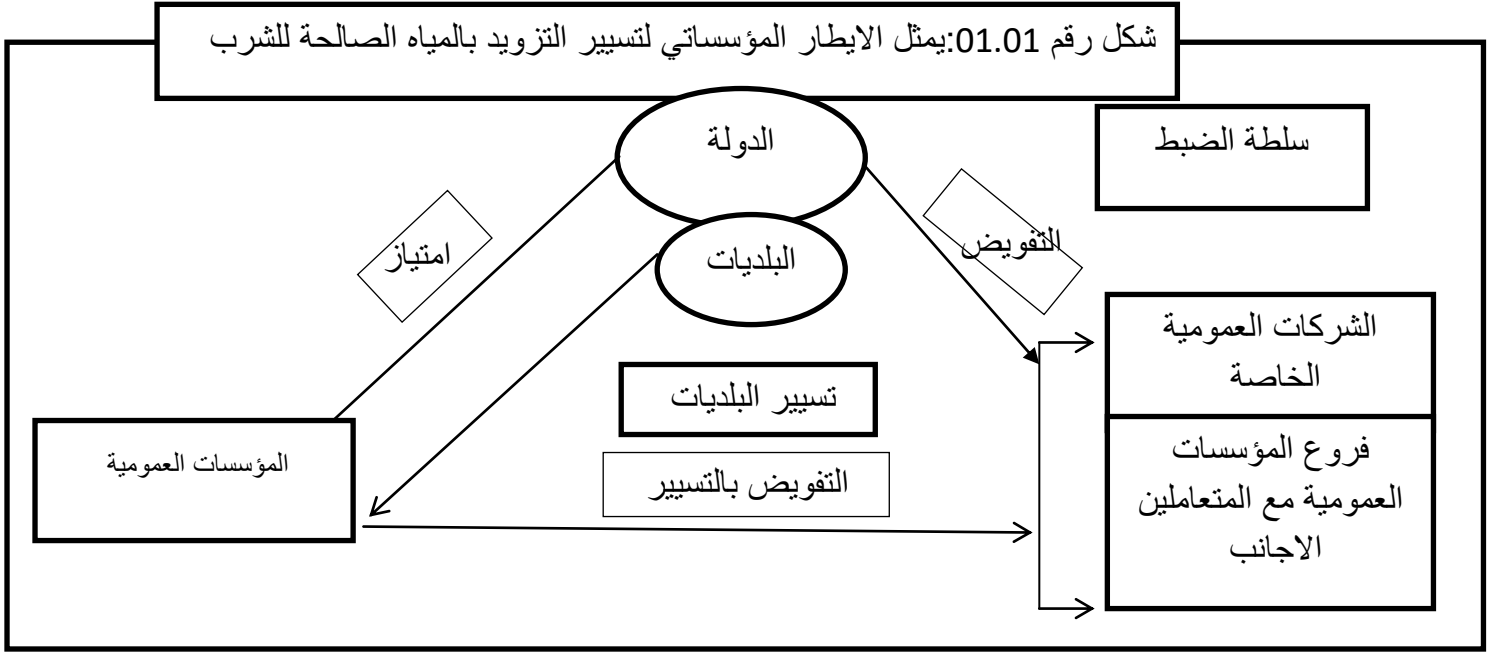 شكل رقم 01.01:يمثل الايطار المؤسساتي لتسيير التزويد بالمياه الصالحة للشرب
الدولة
سلطة الضبط
امتياز
التفويض
البلديات
الشركات العمومية
الخاصة
تسيير البلديات
المؤسسات العمومية
التفويض بالتسيير
فروع المؤسسات
العمومية مع المتعاملين
الاجانب